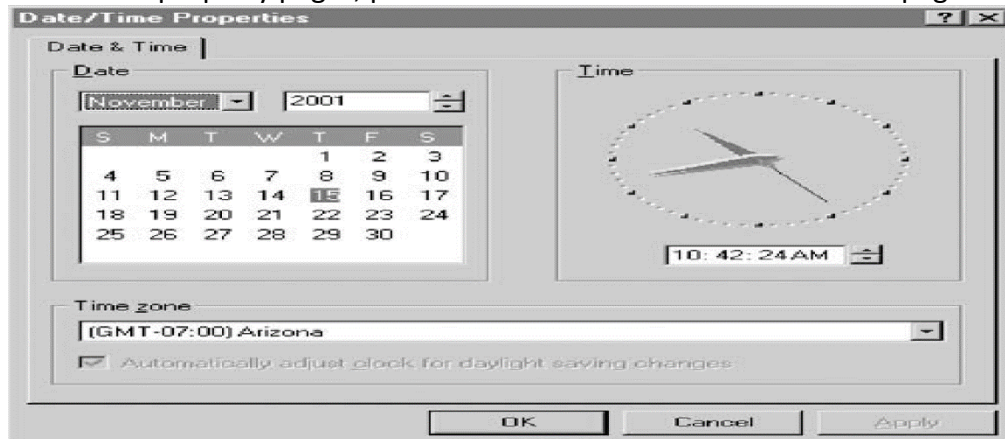 Date/Time Properties ? ×
Date & Time
Date
November 2001
S M T W T F S
1 2 3
4 5 6 7 8 9 10
11 12 13 14 15 16 17
18 19 20 21 22 23 24
25 26 27 28 29 30
Time
10:42:24 AM
Time zone
(GMT-07:00) Arizona
Automatically adjust clock for daylight saving changes
OK Cancel Apply